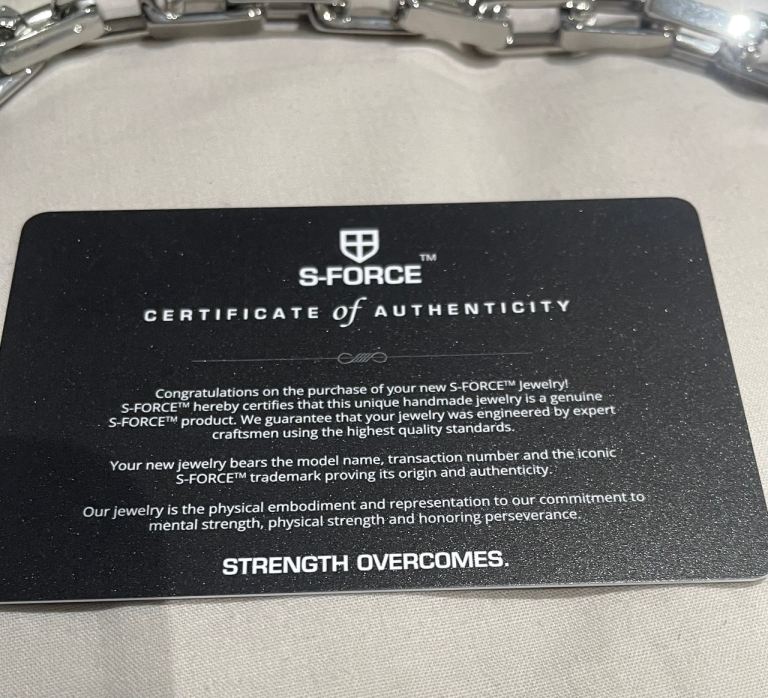 S-FORCE™
CERTIFICATE of AUTHENTICITY
Congratulations on the purchase of your new S-FORCE™ Jewelry!
S-FORCE™ hereby certifies that this unique handmade jewelry is a genuine
S-FORCE™ product. We guarantee that your jewelry was engineered by expert
craftsmen using the highest quality standards.
Your new jewelry bears the model name, transaction number and the iconic
S-FORCE™ trademark proving its origin and authenticity.
Our jewelry is the physical embodiment and representation to our commitment to
mental strength, physical strength and honoring perseverance.
STRENGTH OVERCOMES.